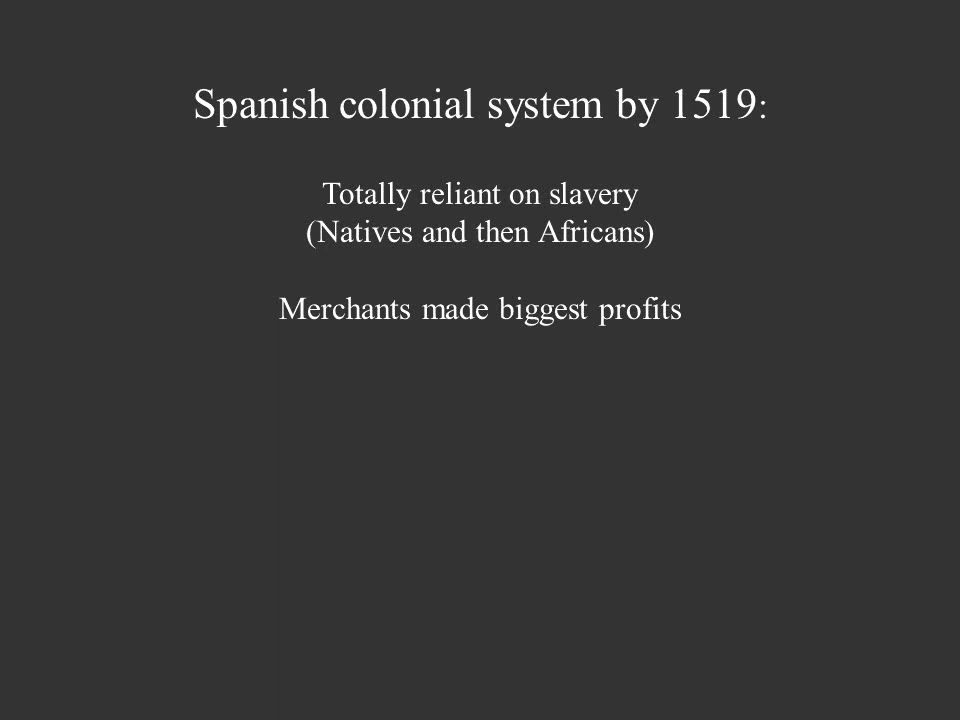 Spanish colonial system by 1519:
Totally reliant on slavery
(Natives and then Africans)
Merchants made biggest profits